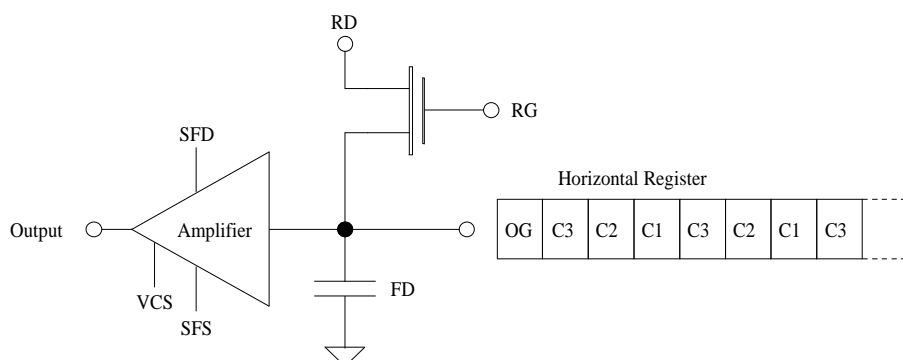 RD
RG
SFD
Horizontal Register
Output
Amplifier
OG C3 C2 C1 C3 C2 C1 C3
VCS
SFS
FD